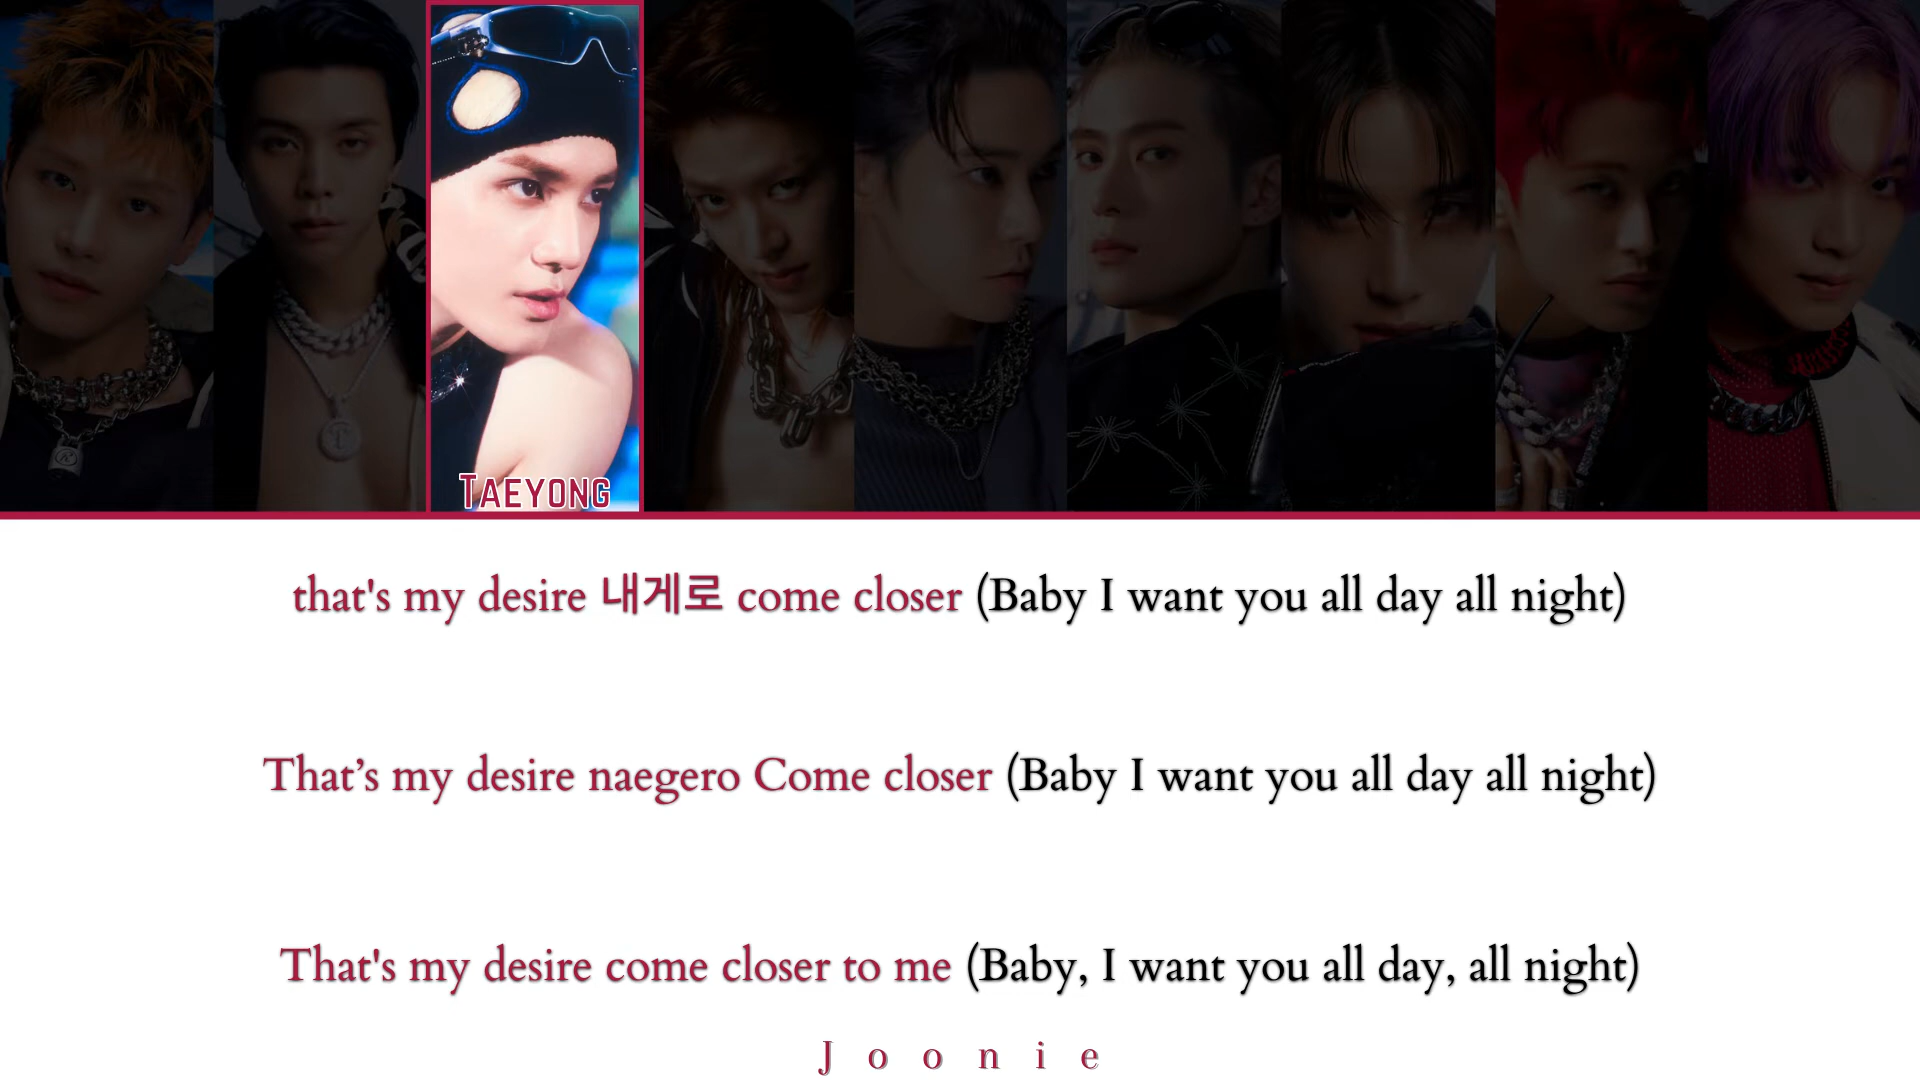 TAEYONG
that's my desire 내게로 come closer (Baby I want you all day all night)
That’s my desire naegero Come closer (Baby I want you all day all night)
That's my desire come closer to me (Baby, I want you all day, all night)
Joonie